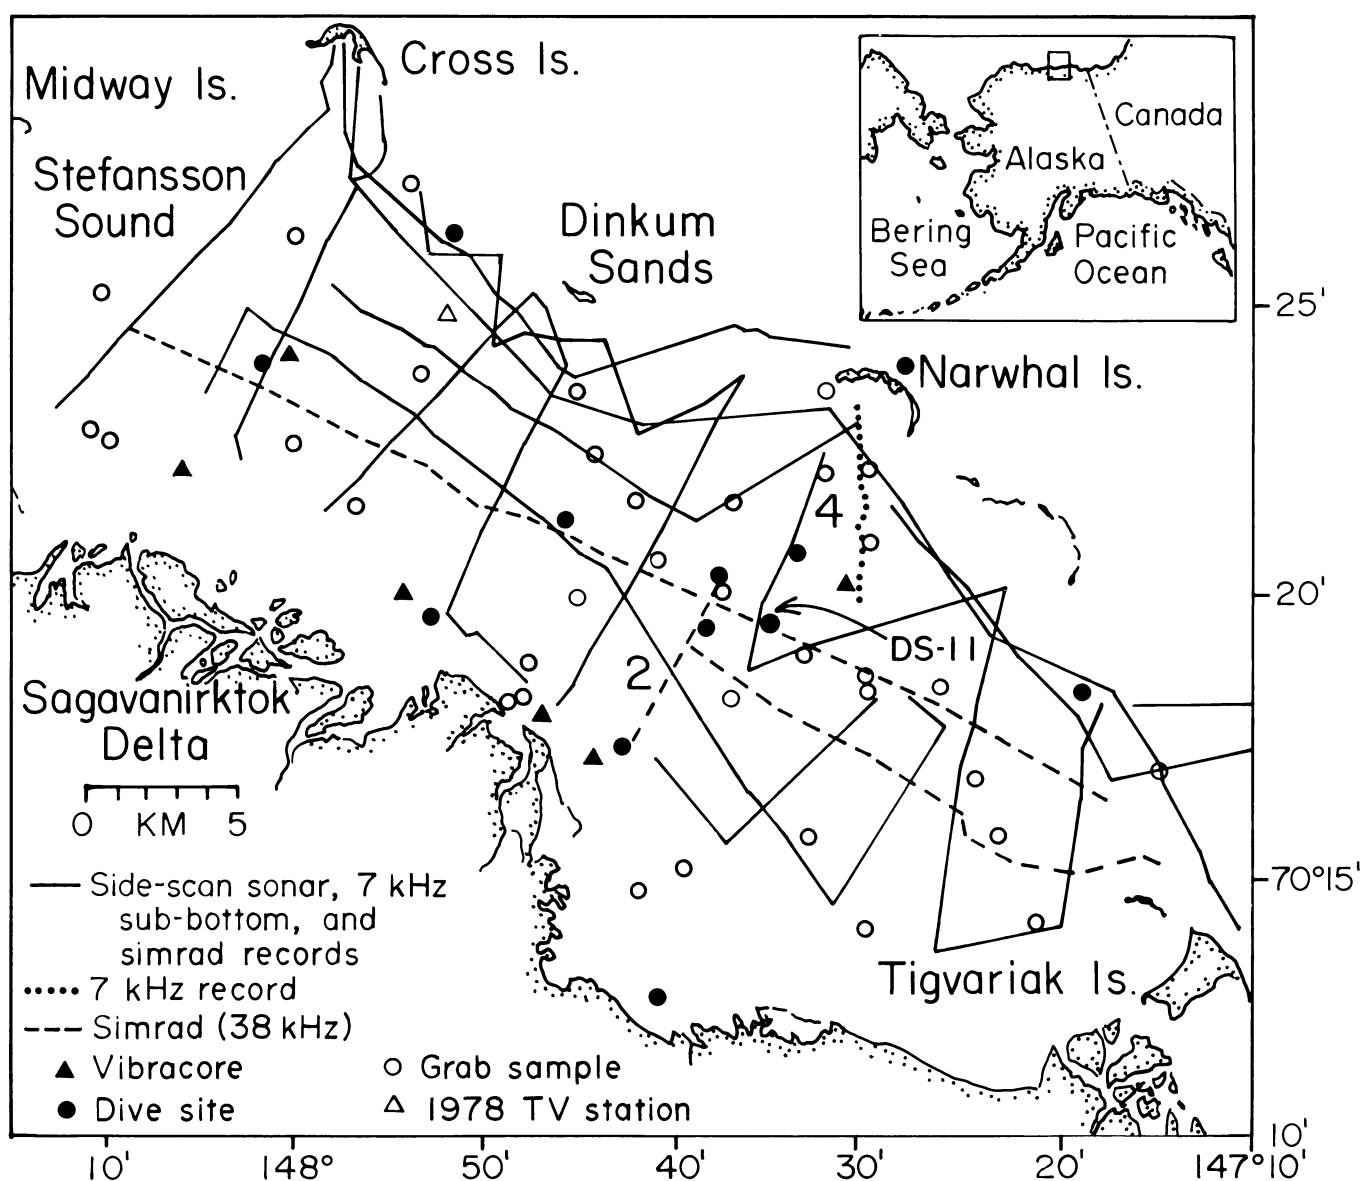 Cross Is.
Midway Is.
Stefansson
Sound
Dinkum
Sands
Canada
Alaska
Bering
Sea
Pacific
Ocean
25'
Narwhal Is.
4
20'
DS-11
2
Sagavanirktok
Delta
0 KM 5
70°15'
Side-scan sonar, 7 kHz
sub-bottom, and
simrad records
7 kHz record
Simrad (38 kHz)
Vibracore
Dive site
Grab sample
1978 TV station
Tigvariak Is.
10'
10' 148° 50' 40' 30' 20' 147°10'